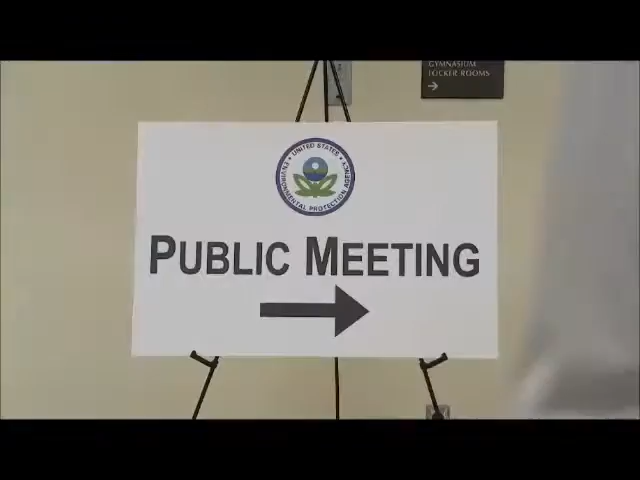 GYMNASIUM
LOCKER ROOMS
→
UNITED STATES
ENVIRONMENTAL PROTECTION AGENCY
PUBLIC MEETING
→